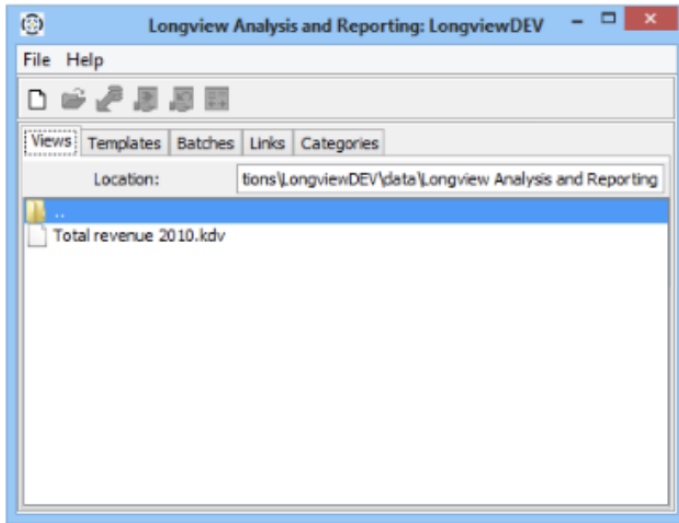 Longview Analysis and Reporting: LongviewDEV
File Help
Views Templates Batches Links Categories
Location: tions\LongviewDEV\data\Longview Analysis and Reporting
..
Total revenue 2010.kdv